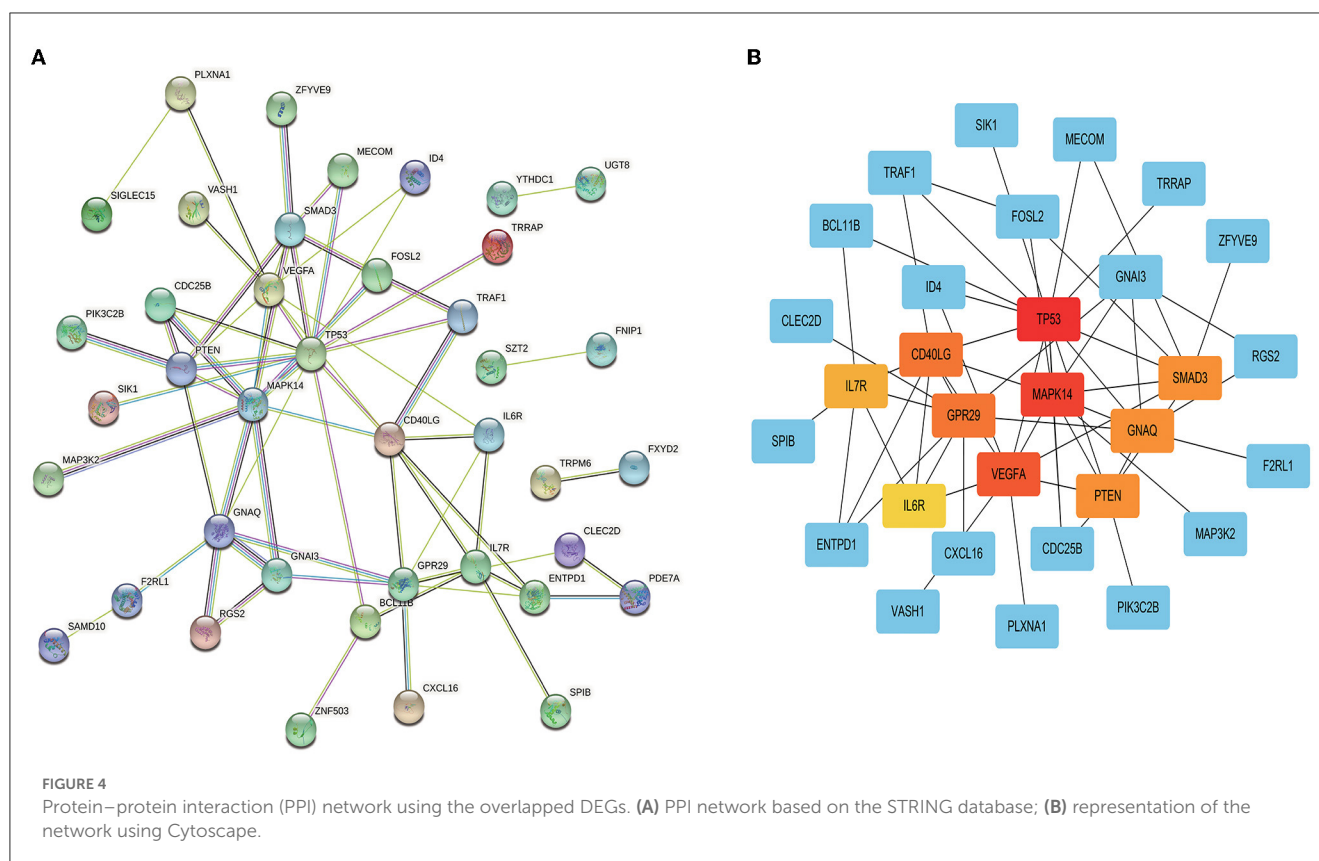 A
PLXNA1
ZFYVE9
MECOM
ID4
UGT8
YTHDC1
SIGLEC15
VASH1
SMAD3
TRRAP
FOSL2
VEGFA
CDC25B
TRAF1
PIK3C2B
TP53
FNIP1
SZT2
PTEN
SIK1
MAPK14
IL6R
CD40LG
FXYD2
TRPM6
MAP3K2
GNAQ
CLEC2D
IL7R
GNAI3
GPR29
ENTPD1
PDE7A
F2RL1
BCL11B
RGS2
SAMD10
CXCL16
SPIB
ZNF503
B
SIK1
MECOM
TRAF1
TRRAP
FOSL2
BCL11B
ZFYVE9
GNAI3
ID4
TP53
CLEC2D
CD40LG
RGS2
IL7R
MAPK14
SMAD3
GPR29
GNAQ
SPIB
F2RL1
VEGFA
PTEN
IL6R
MAP3K2
ENTPD1
CXCL16
CDC25B
VASH1
PLXNA1
PIK3C2B
FIGURE 4
Protein–protein interaction (PPI) network using the overlapped DEGs. (A) PPI network based on the STRING database; (B) representation of the
network using Cytoscape.